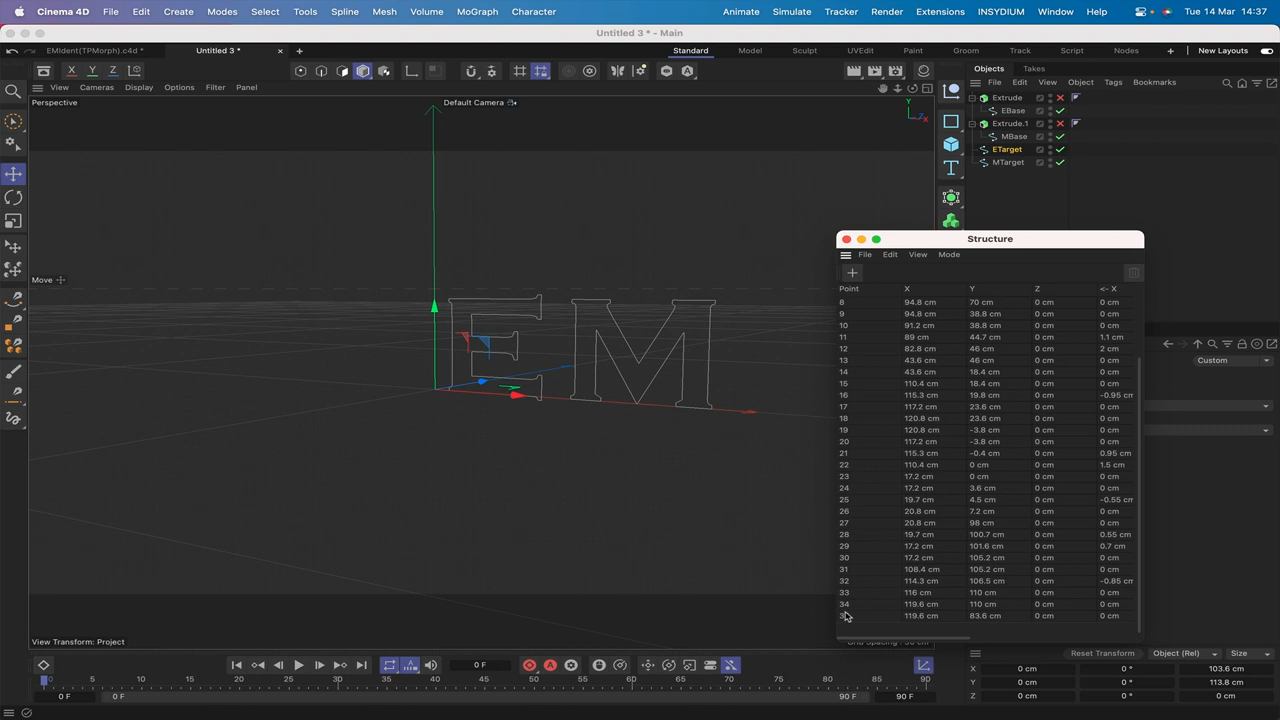 Cinema 4D File Edit Create Modes Select Tools Spline Mesh Volume MoGraph Character Animate Simulate Tracker Render Extensions INSYDIUM Window Help Tue 14 Mar 14:37
Untitled 3 * - Main
EMIdent(TPMorph).c4d * Untitled 3 * × + Standard Model Sculpt UVEdit Paint Groom Track Script Nodes + New Layouts
X Y Z Objects Takes
View Cameras Display Options Filter Panel File Edit View Object Tags Bookmarks
Perspective Default Camera Extrude
EBase
Extrude.1
MBase
ETarget
MTarget
Y
Z X
T
Structure
File Edit View Mode
Move
+
Point X Y Z <- X
8 94.8 cm 70 cm 0 cm 0 cm
9 94.8 cm 38.8 cm 0 cm 0 cm
10 91.2 cm 38.8 cm 0 cm 0 cm
11 89 cm 44.7 cm 0 cm 1.1 cm
12 82.8 cm 46 cm 0 cm 2 cm
13 43.6 cm 46 cm 0 cm 0 cm
14 43.6 cm 18.4 cm 0 cm 0 cm
15 110.4 cm 18.4 cm 0 cm 0 cm
16 115.3 cm 19.8 cm 0 cm -0.95 cm
17 117.2 cm 23.6 cm 0 cm 0 cm
18 120.8 cm 23.6 cm 0 cm 0 cm
19 120.8 cm -3.8 cm 0 cm 0 cm
20 117.2 cm -3.8 cm 0 cm 0 cm
21 115.3 cm -0.4 cm 0 cm 0.95 cm
22 110.4 cm 0 cm 0 cm 1.5 cm
23 17.2 cm 0 cm 0 cm 0 cm
24 17.2 cm 3.6 cm 0 cm 0 cm
25 19.7 cm 4.5 cm 0 cm -0.55 cm
26 20.8 cm 7.2 cm 0 cm 0 cm
27 20.8 cm 98 cm 0 cm 0 cm
28 19.7 cm 100.7 cm 0 cm 0.55 cm
29 17.2 cm 101.6 cm 0 cm 0.7 cm
30 17.2 cm 105.2 cm 0 cm 0 cm
31 108.4 cm 105.2 cm 0 cm 0 cm
32 114.3 cm 106.5 cm 0 cm -0.85 cm
33 116 cm 110 cm 0 cm 0 cm
34 119.6 cm 110 cm 0 cm 0 cm
119.6 cm 83.6 cm 0 cm 0 cm
Custom
E M
View Transform: Project
Reset Transform Object (Rel) Size
0 F
X 0 cm 0 ° 103.6 cm
Y 0 cm 0 ° 113.8 cm
Z 0 cm 0 ° 0 cm
0 5 10 15 20 25 30 35 40 45 50 55 60 65 70 75 80 85 90
0 F 0 F 90 F 90 F